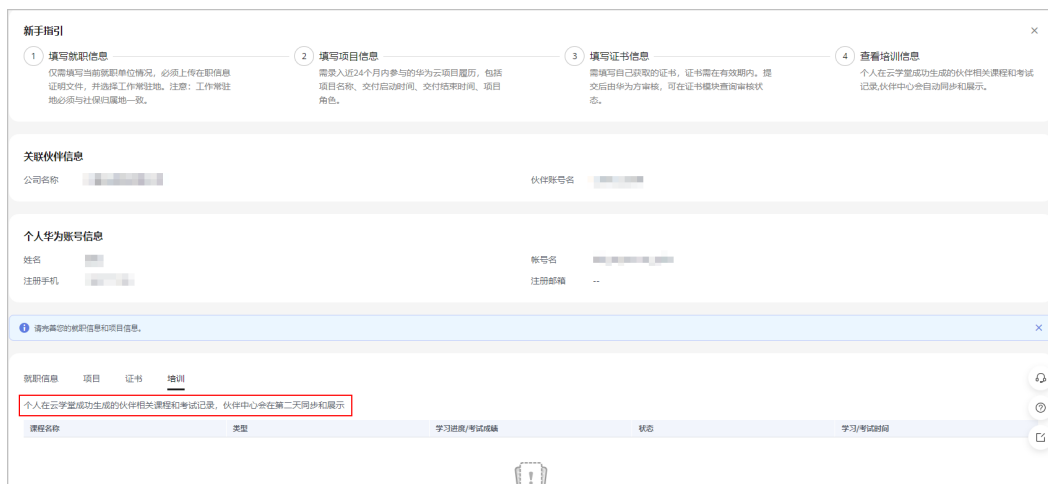 新手指引
1 填写就职信息
仅需填写当前就职单位情况，必须上传在职信息
证明文件，并选择工作常驻地。注意：工作常驻
地必须与社保归属地一致。
2 填写项目信息
需录入近24个月内参与的华为云项目履历，包括
项目名称、交付启动时间、交付结束时间、项目
角色。
3 填写证书信息
需填写自己获取的证书，证书需在有效期内。提
交后由华为方审核，可在证书模块查询审核状
态。
4 查看培训信息
个人在云学堂成功生成的伙伴相关课程和考试
记录,伙伴中心会自动同步和展示。
关联伙伴信息
公司名称
伙伴账号名
个人华为账号信息
姓名
帐号名
注册手机
注册邮箱 --
请完善您的就职信息和项目信息。
就职信息 项目 证书 培训
个人在云学堂成功生成的伙伴相关课程和考试记录，伙伴中心会在第二天同步和展示
课程名称 类型 学习进度/考试成绩 状态 学习/考试时间